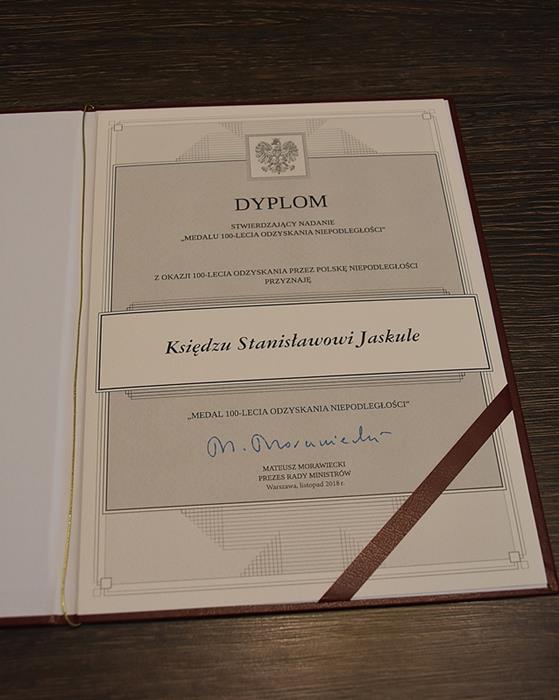 DYPLOM
STWIERDZAJĄCY NADANIE
„MEDALU 100-LECIA ODZYSKANIA NIEPODLEGŁOŚCI”
Z OKAZJI 100-LECIA ODZYSKANIA PRZEZ POLSKĘ NIEPODLEGŁOŚCI
PRZYZNAJĘ
Księdzu Stanisławowi Jaskule
„MEDAL 100-LECIA ODZYSKANIA NIEPODLEGŁOŚCI”
M. Morawiecki
MATEUSZ MORAWIECKI
PREZES RADY MINISTRÓW
Warszawa, listopad 2018 r.